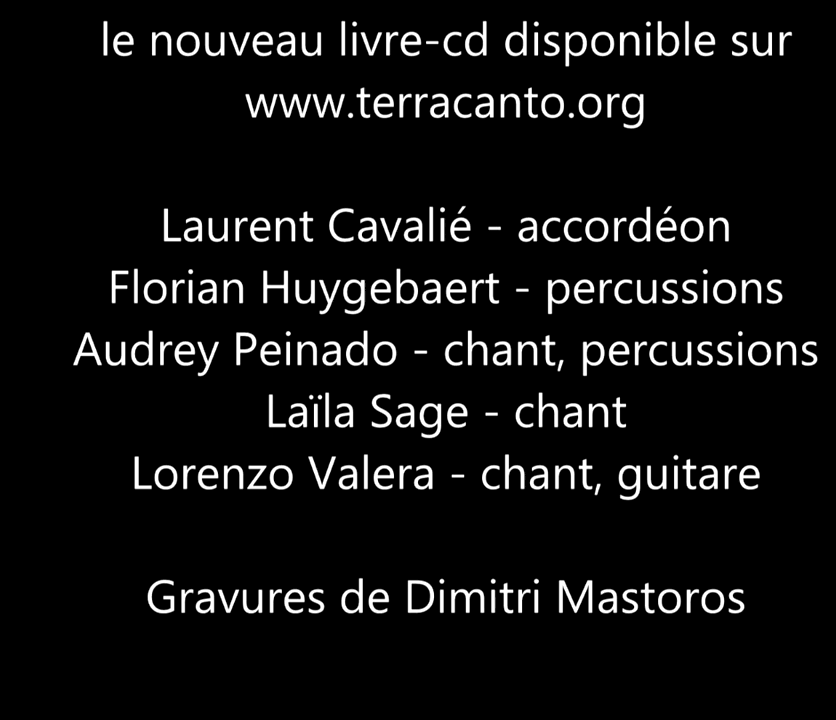 le nouveau livre-cd disponible sur
www.terracanto.org
Laurent Cavalié - accordéon
Florian Huygebaert - percussions
Audrey Peinado - chant, percussions
Laïla Sage - chant
Lorenzo Valera - chant, guitare
Gravures de Dimitri Mastoros